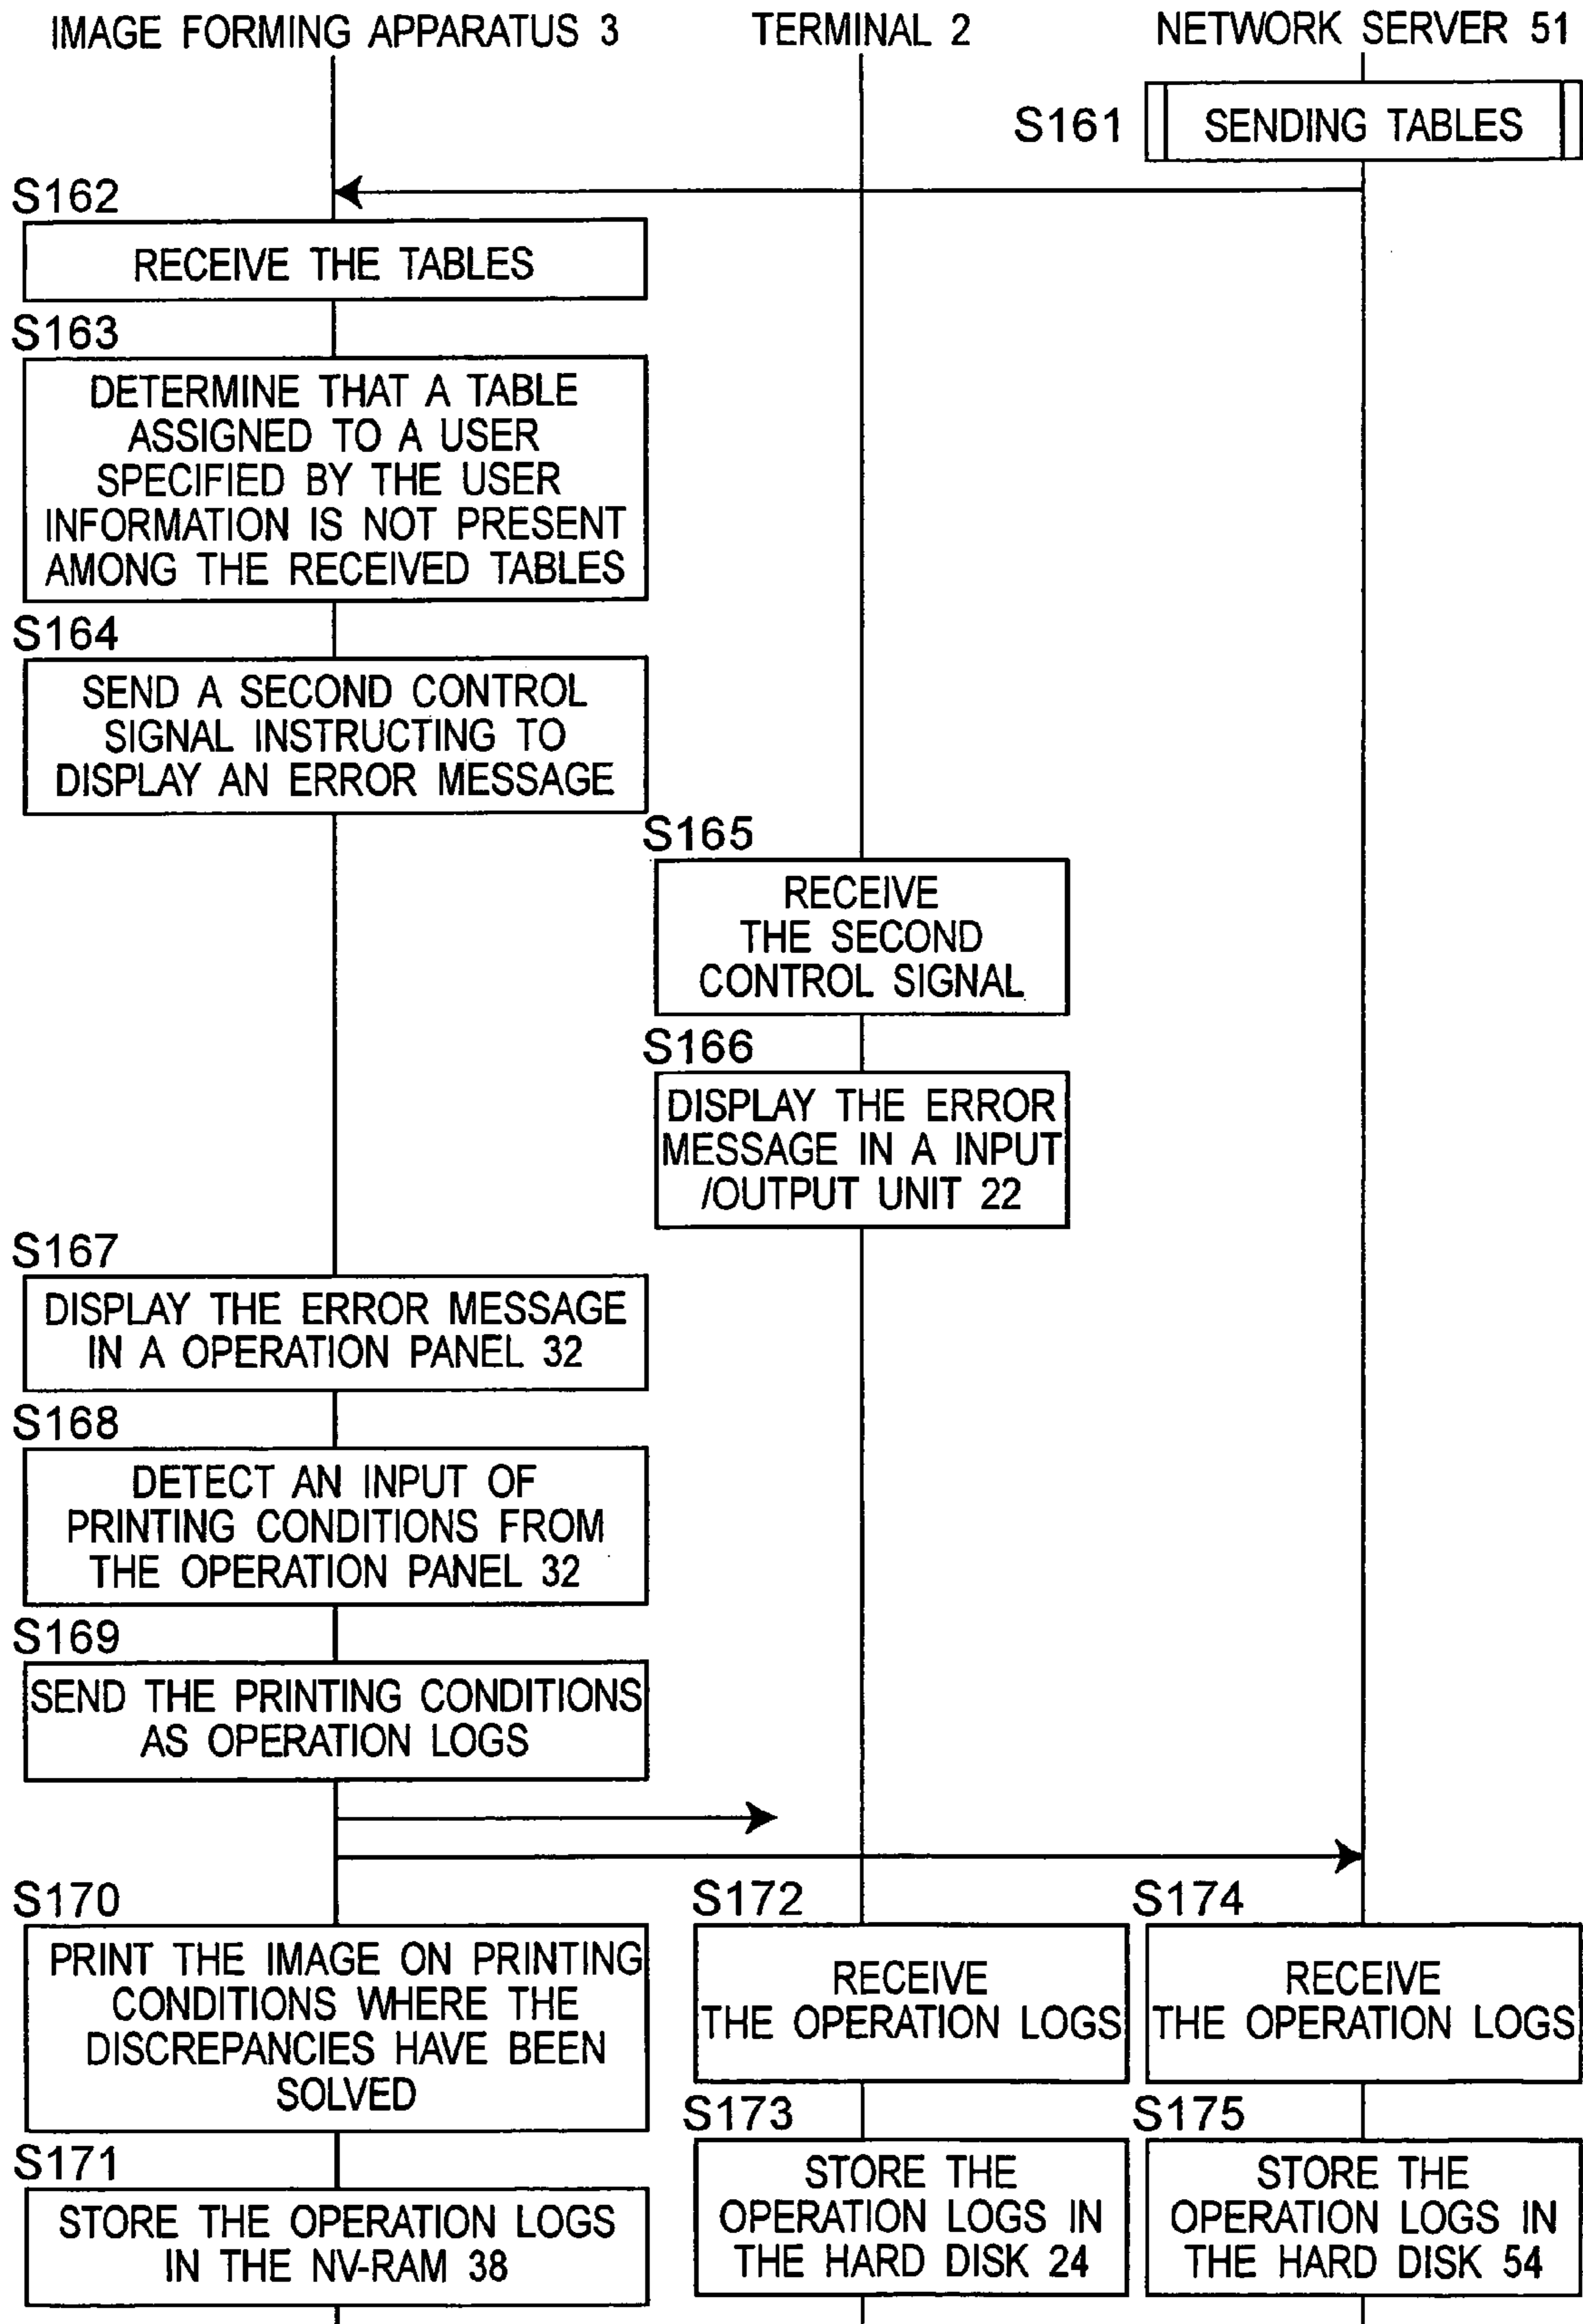 IMAGE FORMING APPARATUS 3
TERMINAL 2
NETWORK SERVER 51
S161
SENDING TABLES
S162
RECEIVE THE TABLES
S163
DETERMINE THAT A TABLE
ASSIGNED TO A USER
SPECIFIED BY THE USER
INFORMATION IS NOT PRESENT
AMONG THE RECEIVED TABLES
S164
SEND A SECOND CONTROL
SIGNAL INSTRUCTING TO
DISPLAY AN ERROR MESSAGE
S165
RECEIVE
THE SECOND
CONTROL SIGNAL
S166
DISPLAY THE ERROR
MESSAGE IN A INPUT
/OUTPUT UNIT 22
S167
DISPLAY THE ERROR MESSAGE
IN A OPERATION PANEL 32
S168
DETECT AN INPUT OF
PRINTING CONDITIONS FROM
THE OPERATION PANEL 32
S169
SEND THE PRINTING CONDITIONS
AS OPERATION LOGS
S170
PRINT THE IMAGE ON PRINTING
CONDITIONS WHERE THE
DISCREPANCIES HAVE BEEN
SOLVED
S171
STORE THE OPERATION LOGS
IN THE NV-RAM 38
S172
RECEIVE
THE OPERATION LOGS
S173
STORE THE
OPERATION LOGS IN
THE HARD DISK 24
S174
RECEIVE
THE OPERATION LOGS
S175
STORE THE
OPERATION LOGS IN
THE HARD DISK 54